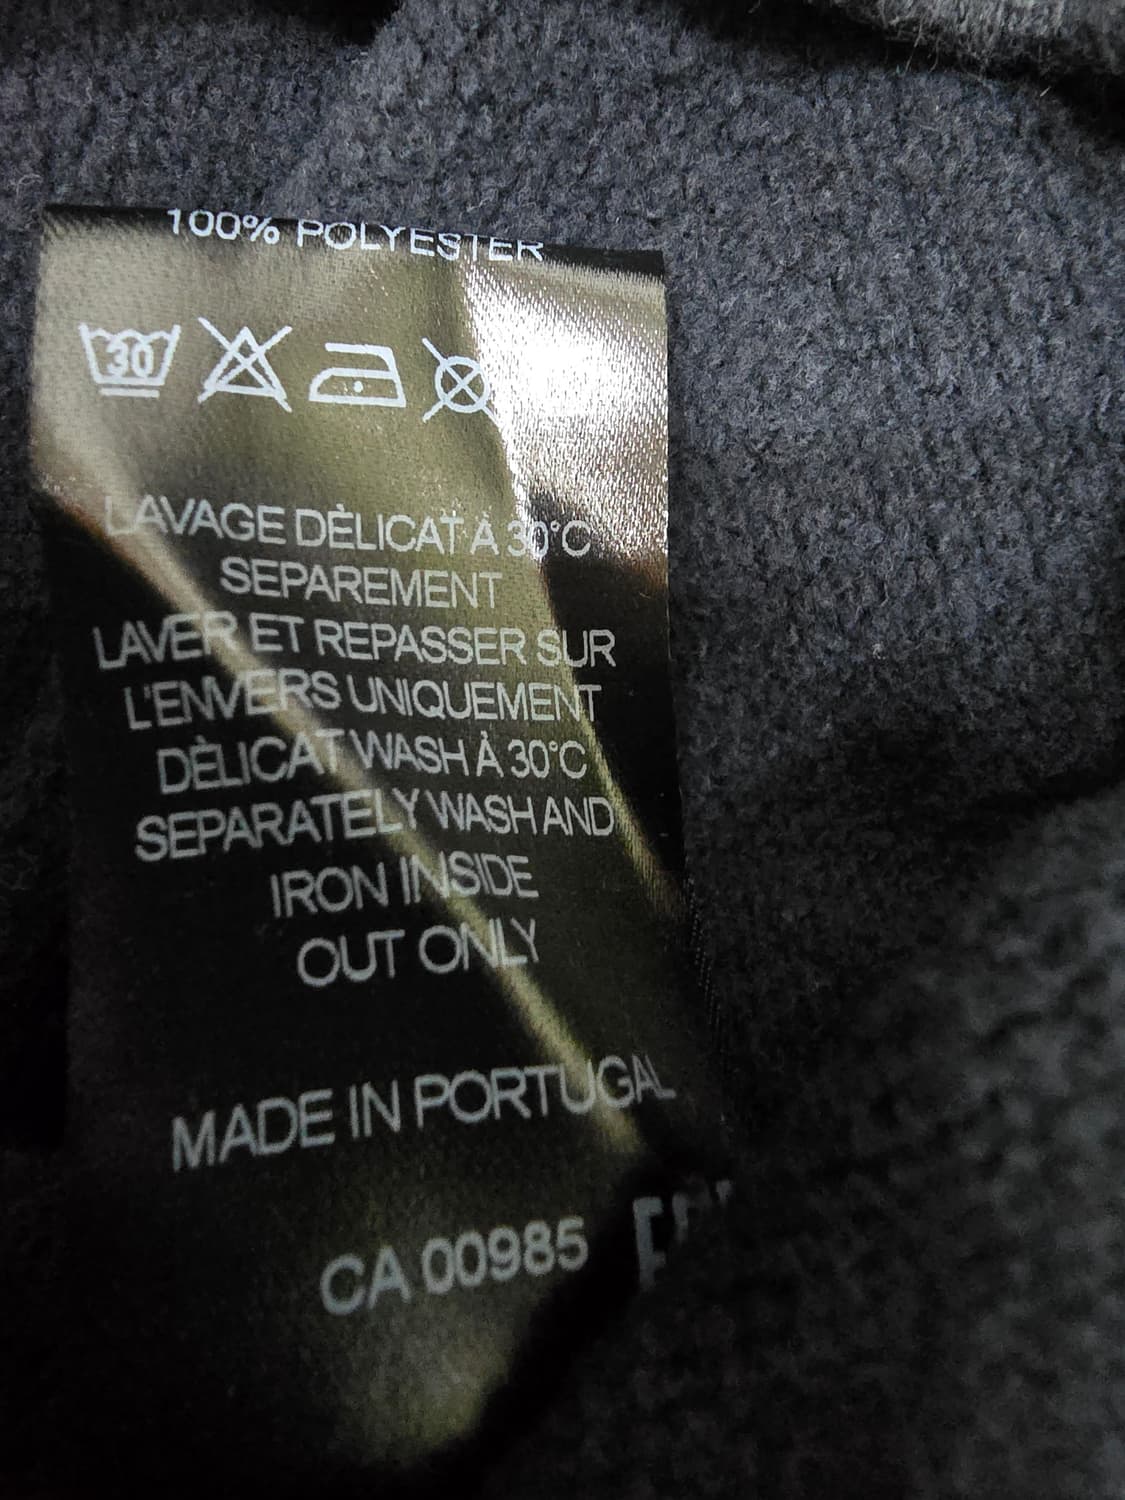 100% POLYESTER
30
LAVAGE DÈLICAT À 30°C
SEPAREMENT
LAVER ET REPASSER SUR
L'ENVERS UNIQUEMENT
DÈLICAT WASH À 30°C
SEPARATELY WASH AND
IRON INSIDE
OUT ONLY
MADE IN PORTUGAL
CA 00985